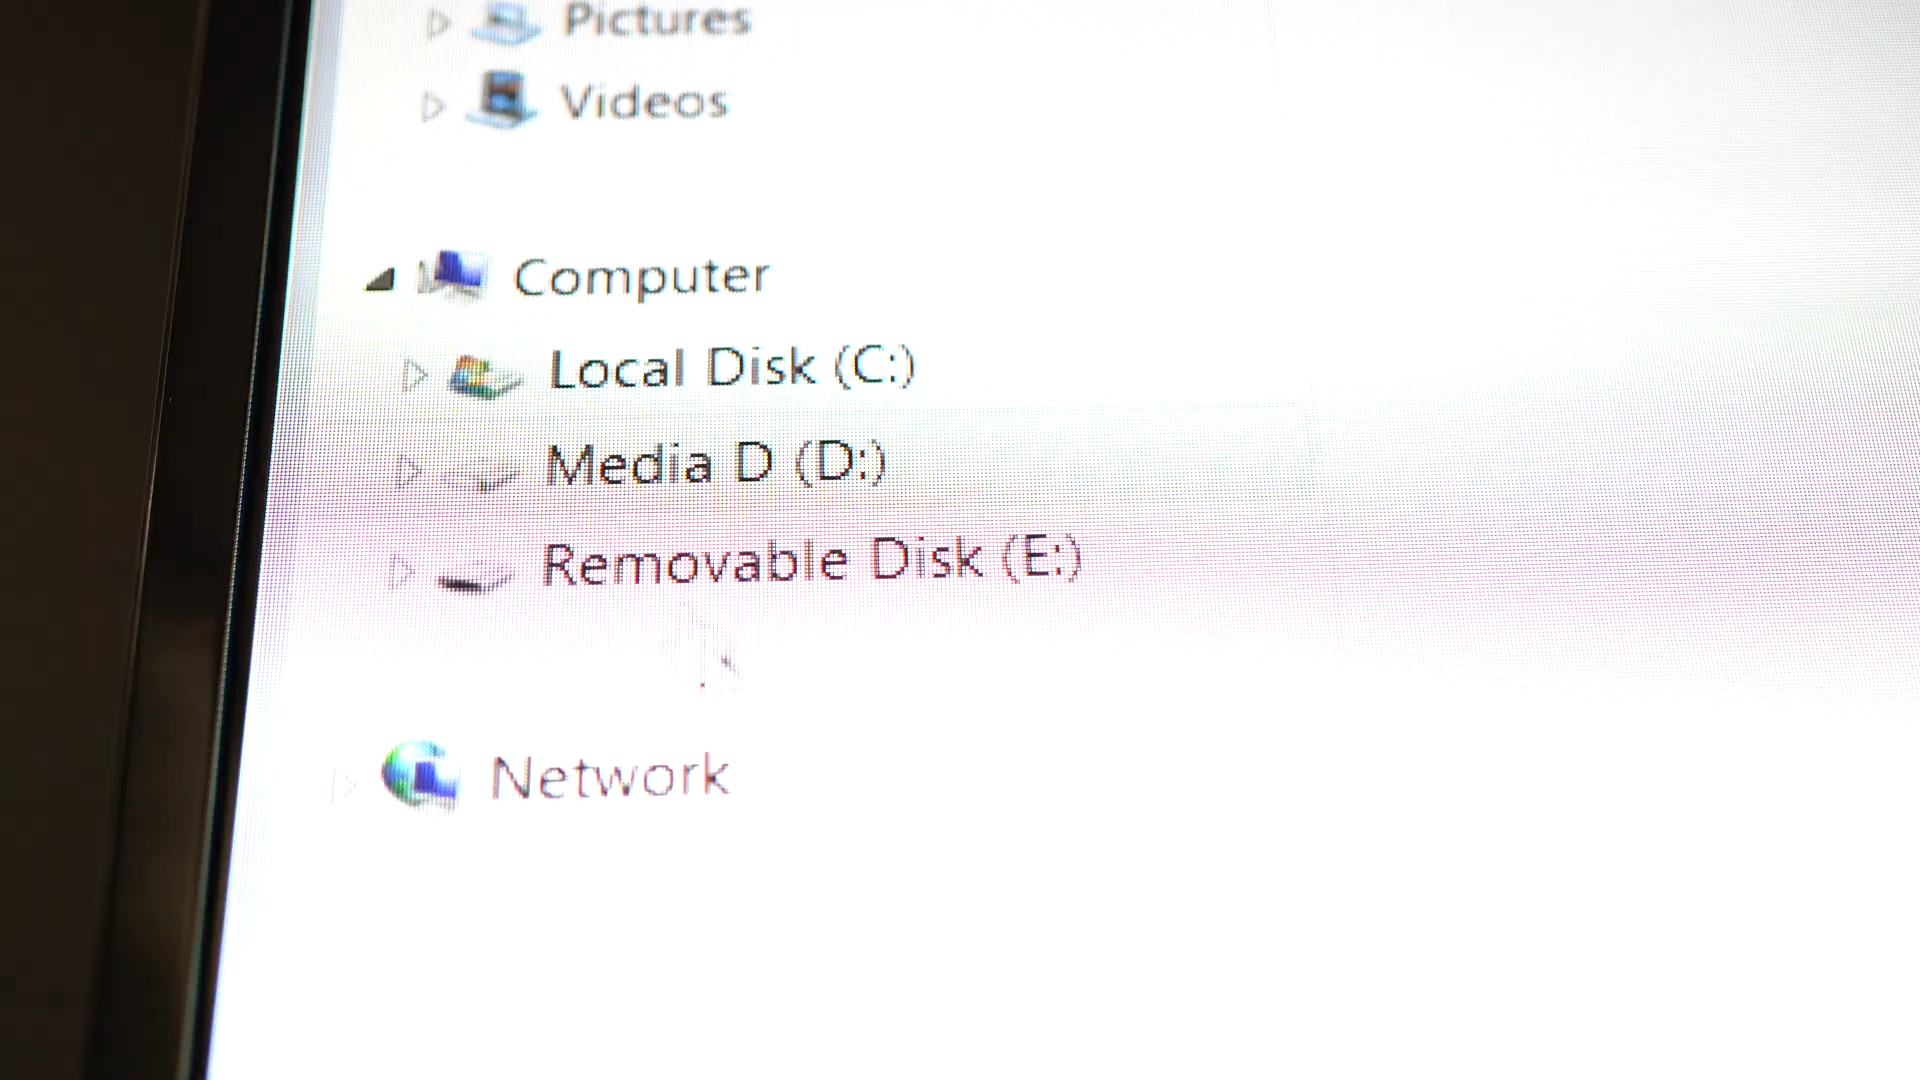 Pictures
Videos
Computer
Local Disk (C:)
Media D (D:)
Removable Disk (E:)
Network